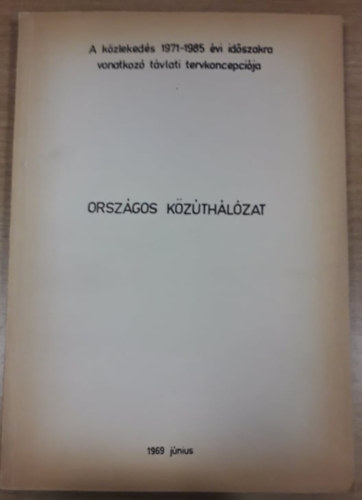 A közlekedés 1971-1985 évi időszakra
vonatkozó távlati tervkoncepciója
ORSZÁGOS KÖZÚTHÁLÓZAT
1969 június